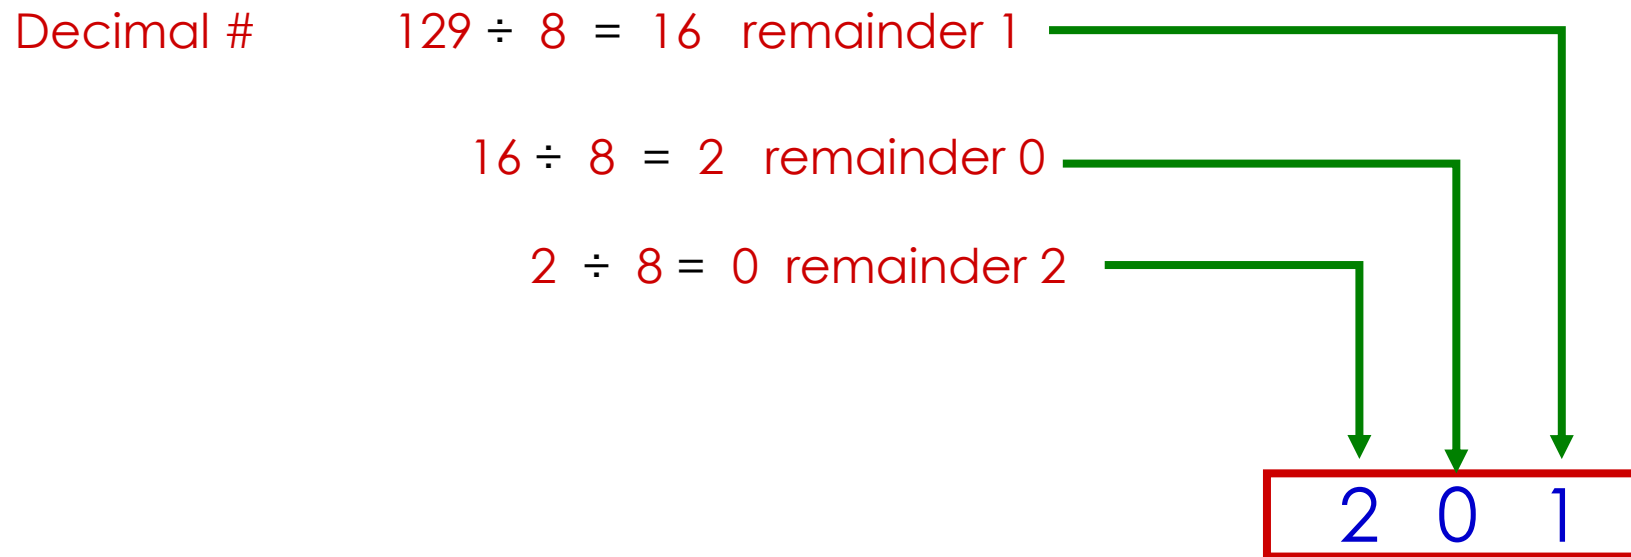 Decimal # 129 ÷ 8 = 16 remainder 1
16 ÷ 8 = 2 remainder 0
2 ÷ 8 = 0 remainder 2
2 0 1